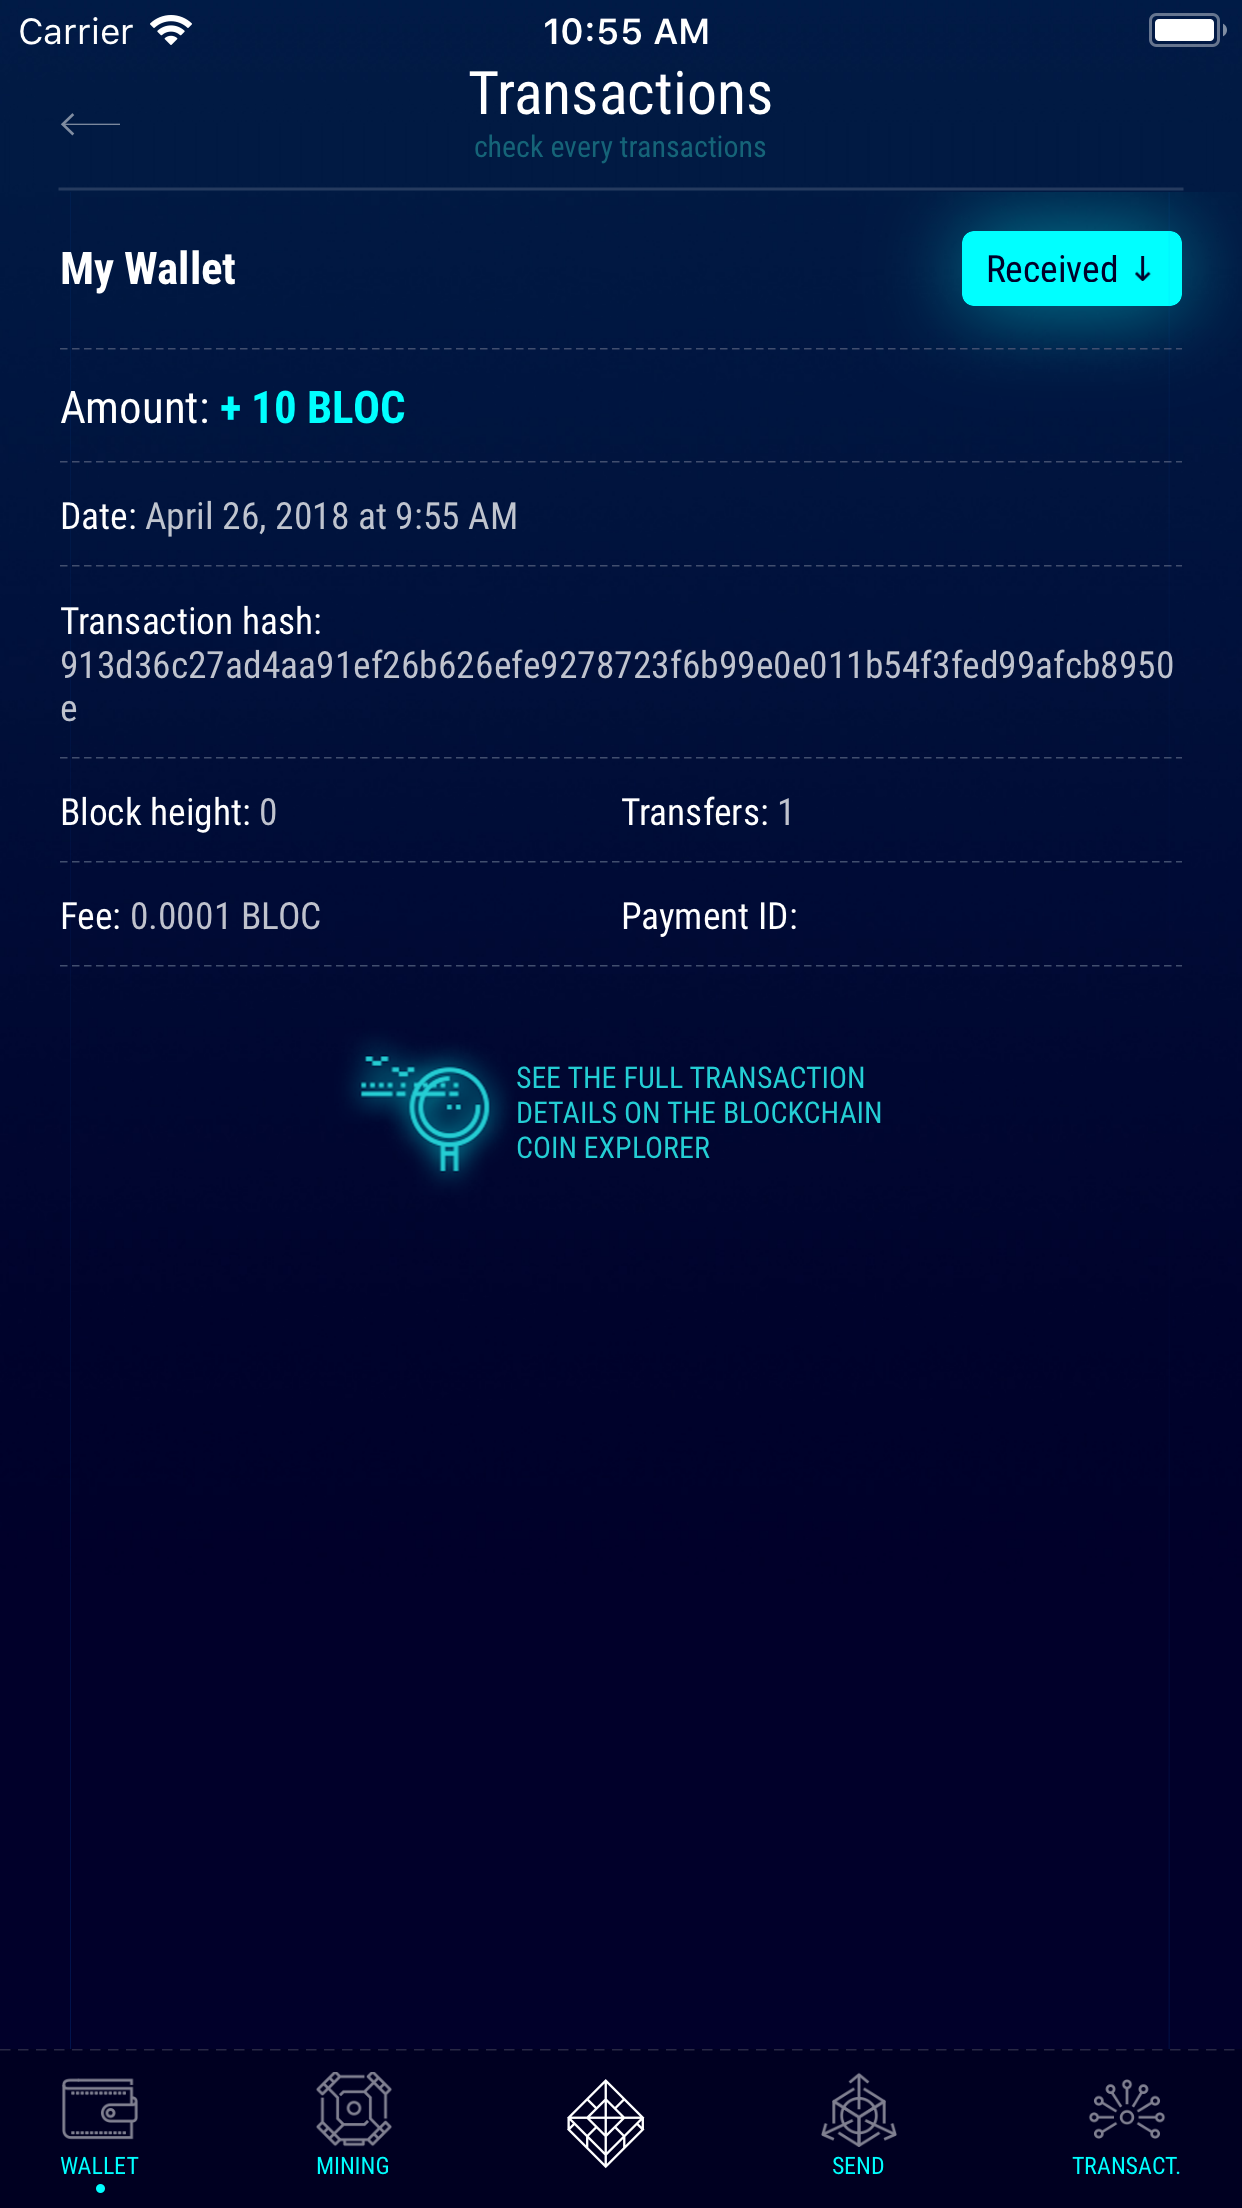 Carrier 10:55 AM
Transactions
check every transactions
My Wallet Received ↓
Amount: + 10 BLOC
Date: April 26, 2018 at 9:55 AM
Transaction hash:
913d36c27ad4aa91ef26b626efe9278723f6b99e0e011b54f3fed99afcb8950
e
Block height: 0 Transfers: 1
Fee: 0.0001 BLOC Payment ID:
SEE THE FULL TRANSACTION
DETAILS ON THE BLOCKCHAIN
COIN EXPLORER
WALLET MINING SEND TRANSACT.